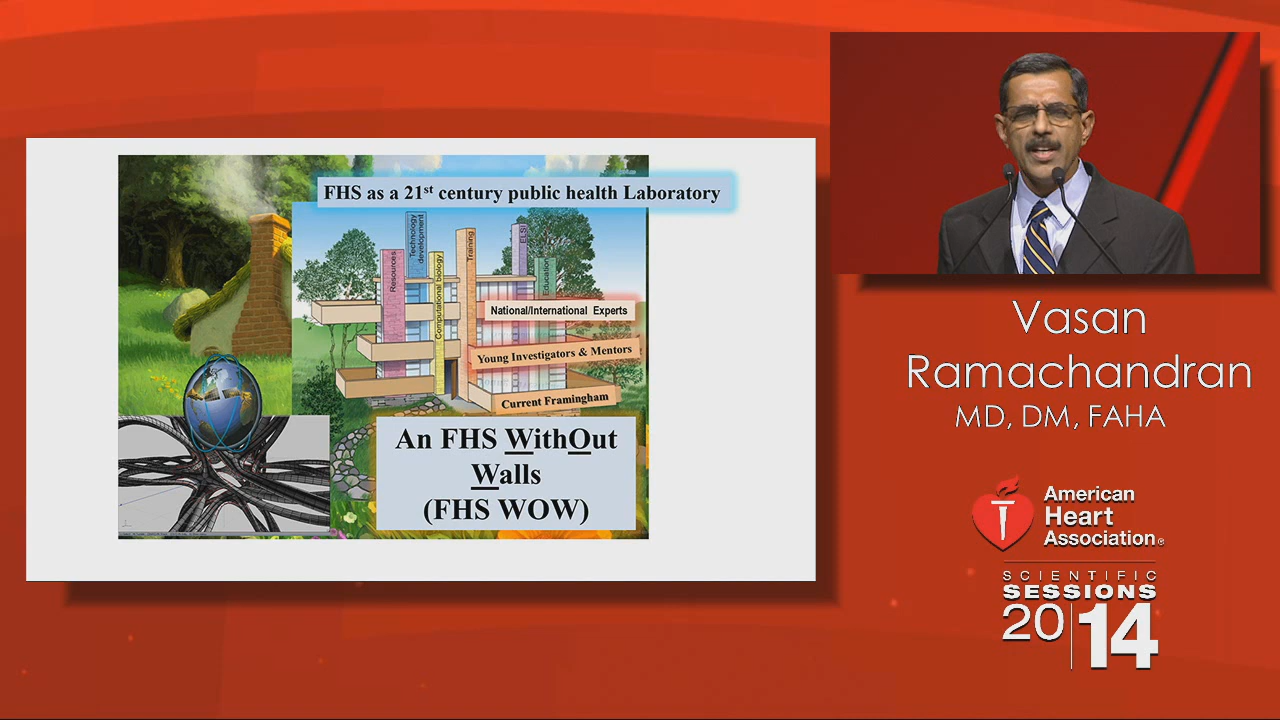 FHS as a 21st century public health Laboratory
Resources
Technology
development
Computational biology
Training
ELSI
Education
National/International Experts
Young Investigators & Mentors
Current Framingham
An FHS WithOut
Walls
(FHS WOW)
Vasan
Ramachandran
MD, DM, FAHA
American
Heart
Association®
SCIENTIFIC
SESSIONS
20|14